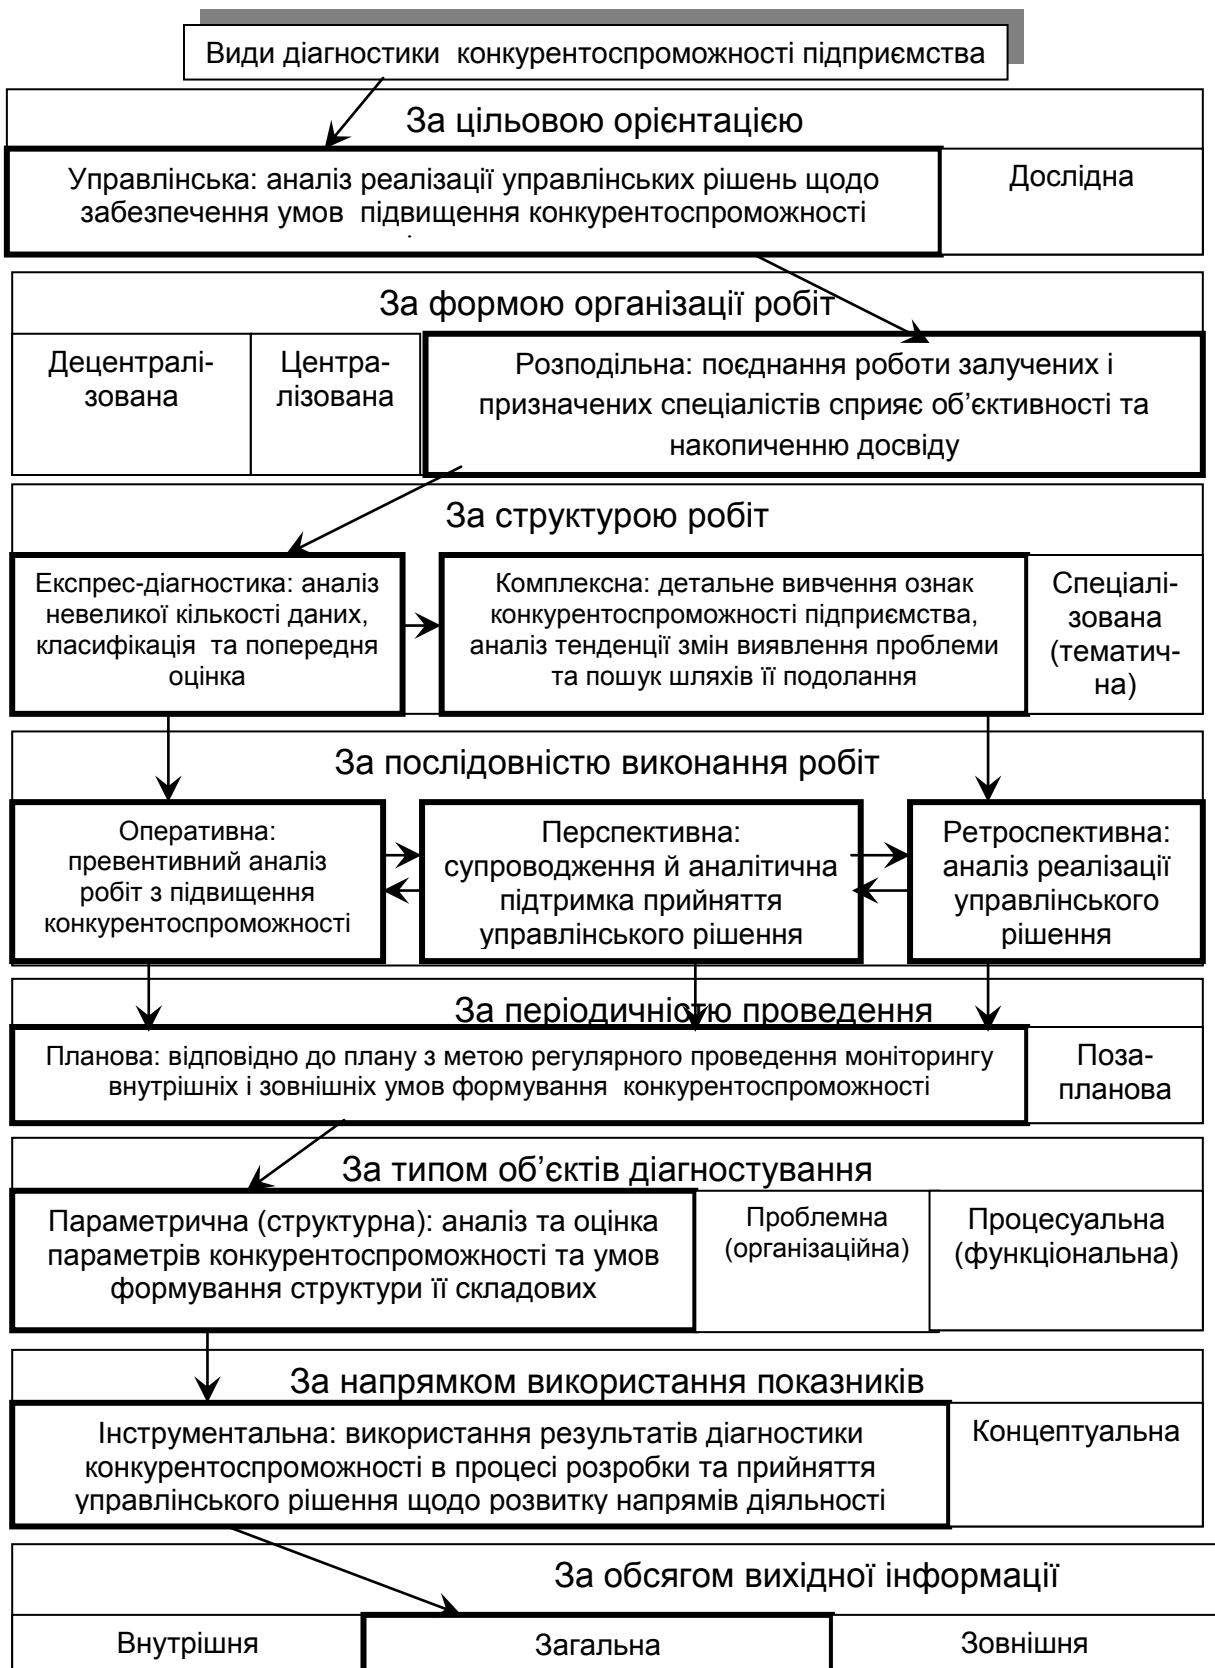 Види діагностики конкурентоспроможності підприємства
За цільовою орієнтацією
Управлінська: аналіз реалізації управлінських рішень щодо
забезпечення умов підвищення конкурентоспроможності
Дослідна
За формою організації робіт
Децентралі-
зована
Центра-
лізована
Розподільна: поєднання роботи залучених і
призначених спеціалістів сприяє об’єктивності та
накопиченню досвіду
За структурою робіт
Експрес-діагностика: аналіз
невеликої кількості даних,
класифікація та попередня
оцінка
Комплексна: детальне вивчення ознак
конкурентоспроможності підприємства,
аналіз тенденції змін виявлення проблеми
та пошук шляхів її подолання
Спеціалі-
зована
(тематич-
на)
За послідовністю виконання робіт
Оперативна:
превентивний аналіз
робіт з підвищення
конкурентоспроможності
Перспективна:
супроводження й аналітична
підтримка прийняття
управлінського рішення
Ретроспективна:
аналіз реалізації
управлінського
рішення
За періодичністю проведення
Планова: відповідно до плану з метою регулярного проведення моніторингу
внутрішніх і зовнішніх умов формування конкурентоспроможності
Поза-
планова
За типом об’єктів діагностування
Параметрична (структурна): аналіз та оцінка
параметрів конкурентоспроможності та умов
формування структури її складових
Проблемна
(організаційна)
Процесуальна
(функціональна)
За напрямком використання показників
Інструментальна: використання результатів діагностики
конкурентоспроможності в процесі розробки та прийняття
управлінського рішення щодо розвитку напрямів діяльності
Концептуальна
За обсягом вихідної інформації
Внутрішня
Загальна
Зовнішня